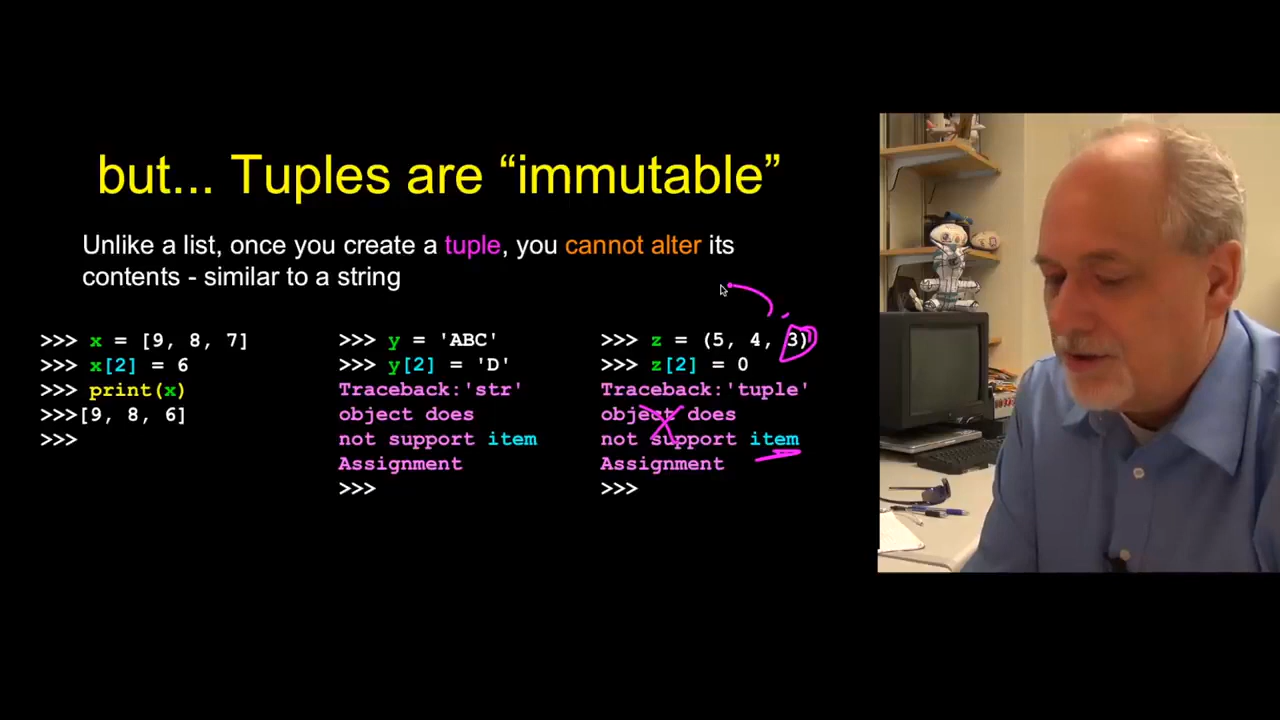 but... Tuples are “immutable”
Unlike a list, once you create a tuple, you cannot alter its
contents - similar to a string
>>> x = [9, 8, 7]
>>> x[2] = 6
>>> print(x)
>>>[9, 8, 6]
>>>
>>> y = 'ABC'
>>> y[2] = 'D'
Traceback:'str'
object does
not support item
Assignment
>>>
>>> z = (5, 4, 3)
>>> z[2] = 0
Traceback:'tuple'
object does
not support item
Assignment
>>>